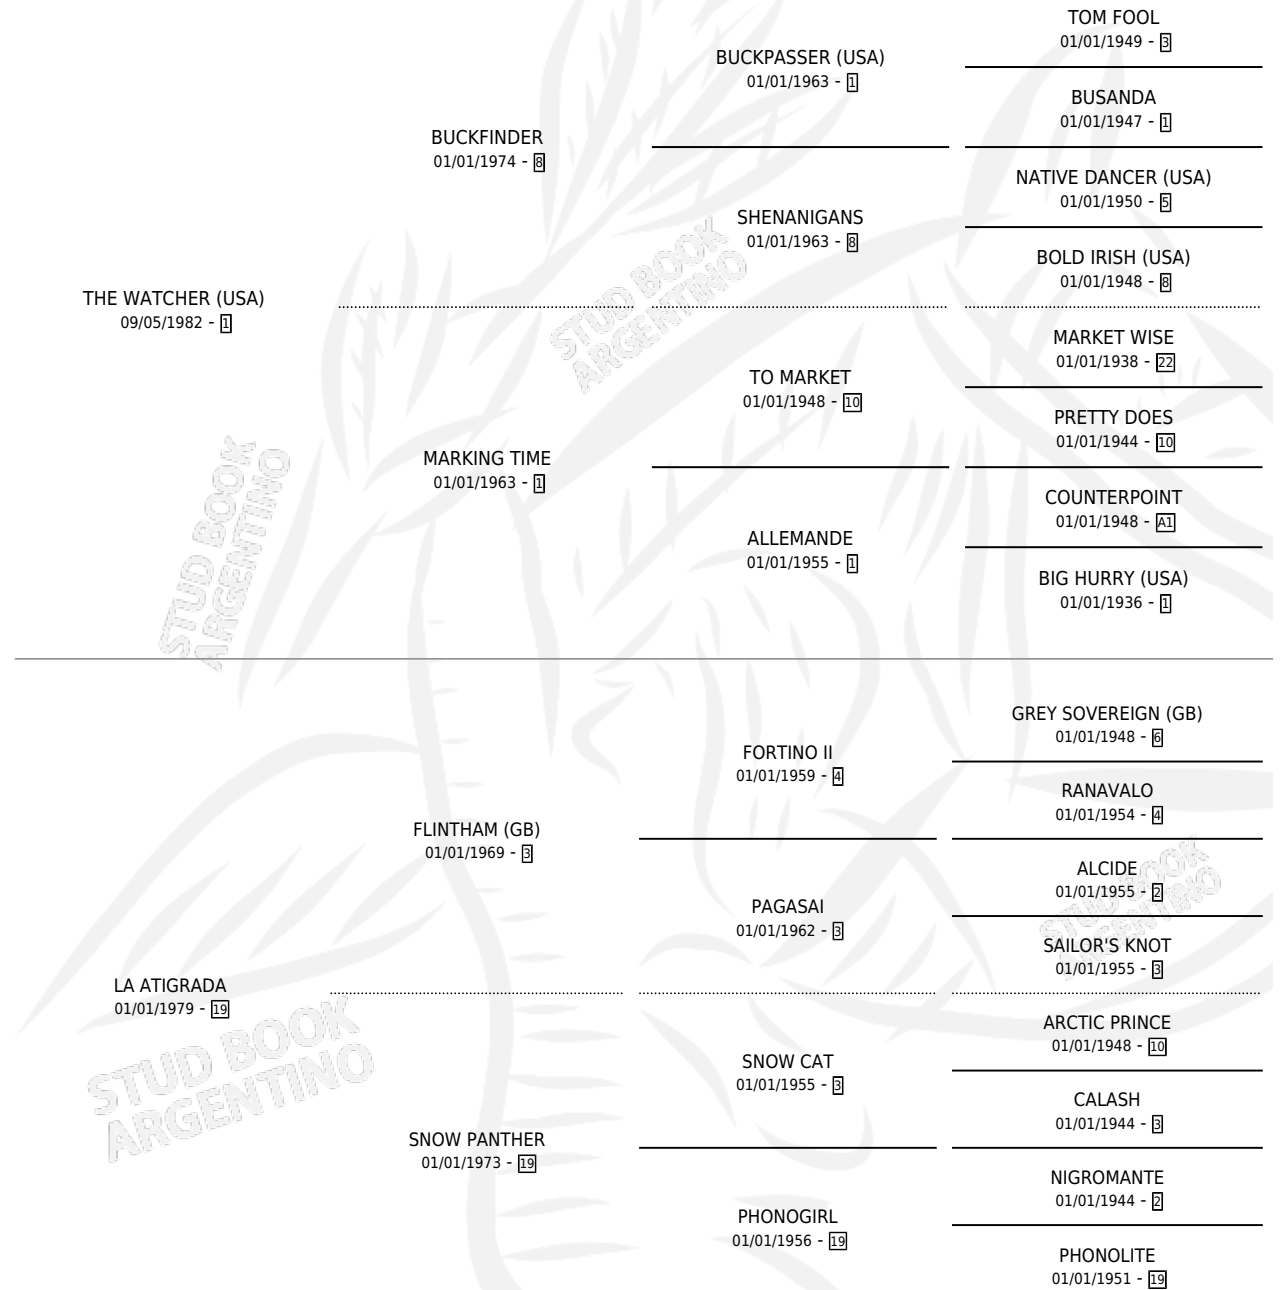 TOM FOOL
01/01/1949 - 3
BUCKPASSER (USA)
01/01/1963 - 1
BUSANDA
01/01/1947 - 1
BUCKFINDER
01/01/1974 - 8
NATIVE DANCER (USA)
01/01/1950 - 5
SHENANIGANS
01/01/1963 - 8
BOLD IRISH (USA)
01/01/1948 - 8
THE WATCHER (USA)
09/05/1982 - 1
MARKET WISE
01/01/1938 - 22
TO MARKET
01/01/1948 - 10
PRETTY DOES
01/01/1944 - 10
MARKING TIME
01/01/1963 - 1
COUNTERPOINT
01/01/1948 - A1
ALLEMANDE
01/01/1955 - 1
BIG HURRY (USA)
01/01/1936 - 1
GREY SOVEREIGN (GB)
01/01/1948 - 6
FORTINO II
01/01/1959 - 4
RANAVALO
01/01/1954 - 4
FLINTHAM (GB)
01/01/1969 - 3
ALCIDE
01/01/1955 - 2
PAGASAI
01/01/1962 - 3
SAILOR'S KNOT
01/01/1955 - 3
LA ATIGRADA
01/01/1979 - 19
ARCTIC PRINCE
01/01/1948 - 10
SNOW CAT
01/01/1955 - 3
CALASH
01/01/1944 - 3
SNOW PANTHER
01/01/1973 - 19
NIGROMANTE
01/01/1944 - 2
PHONOGIRL
01/01/1956 - 19
PHONOLITE
01/01/1951 - 19
STUD BOOK
ARGENTINO
STUD BOOK
ARGENTINO
STUD BOOK
ARGENTINO
STUD BOOK
ARGENTINO